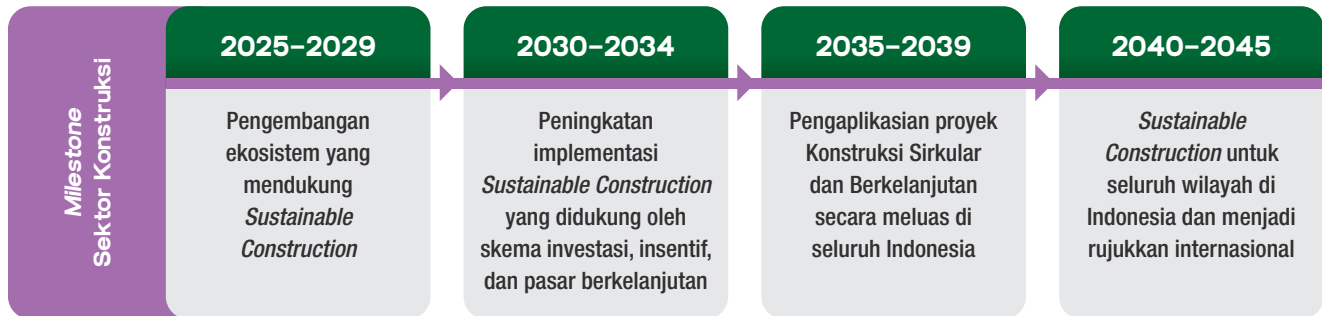 Milestone
Sektor Konstruksi
2025–2029
Pengembangan
ekosistem yang
mendukung
Sustainable
Construction
2030–2034
Peningkatan
implementasi
Sustainable Construction
yang didukung oleh
skema investasi, insentif,
dan pasar berkelanjutan
2035–2039
Pengaplikasian proyek
Konstruksi Sirkular
dan Berkelanjutan
secara meluas di
seluruh Indonesia
2040–2045
Sustainable
Construction untuk
seluruh wilayah di
Indonesia dan menjadi
rujukkan internasional